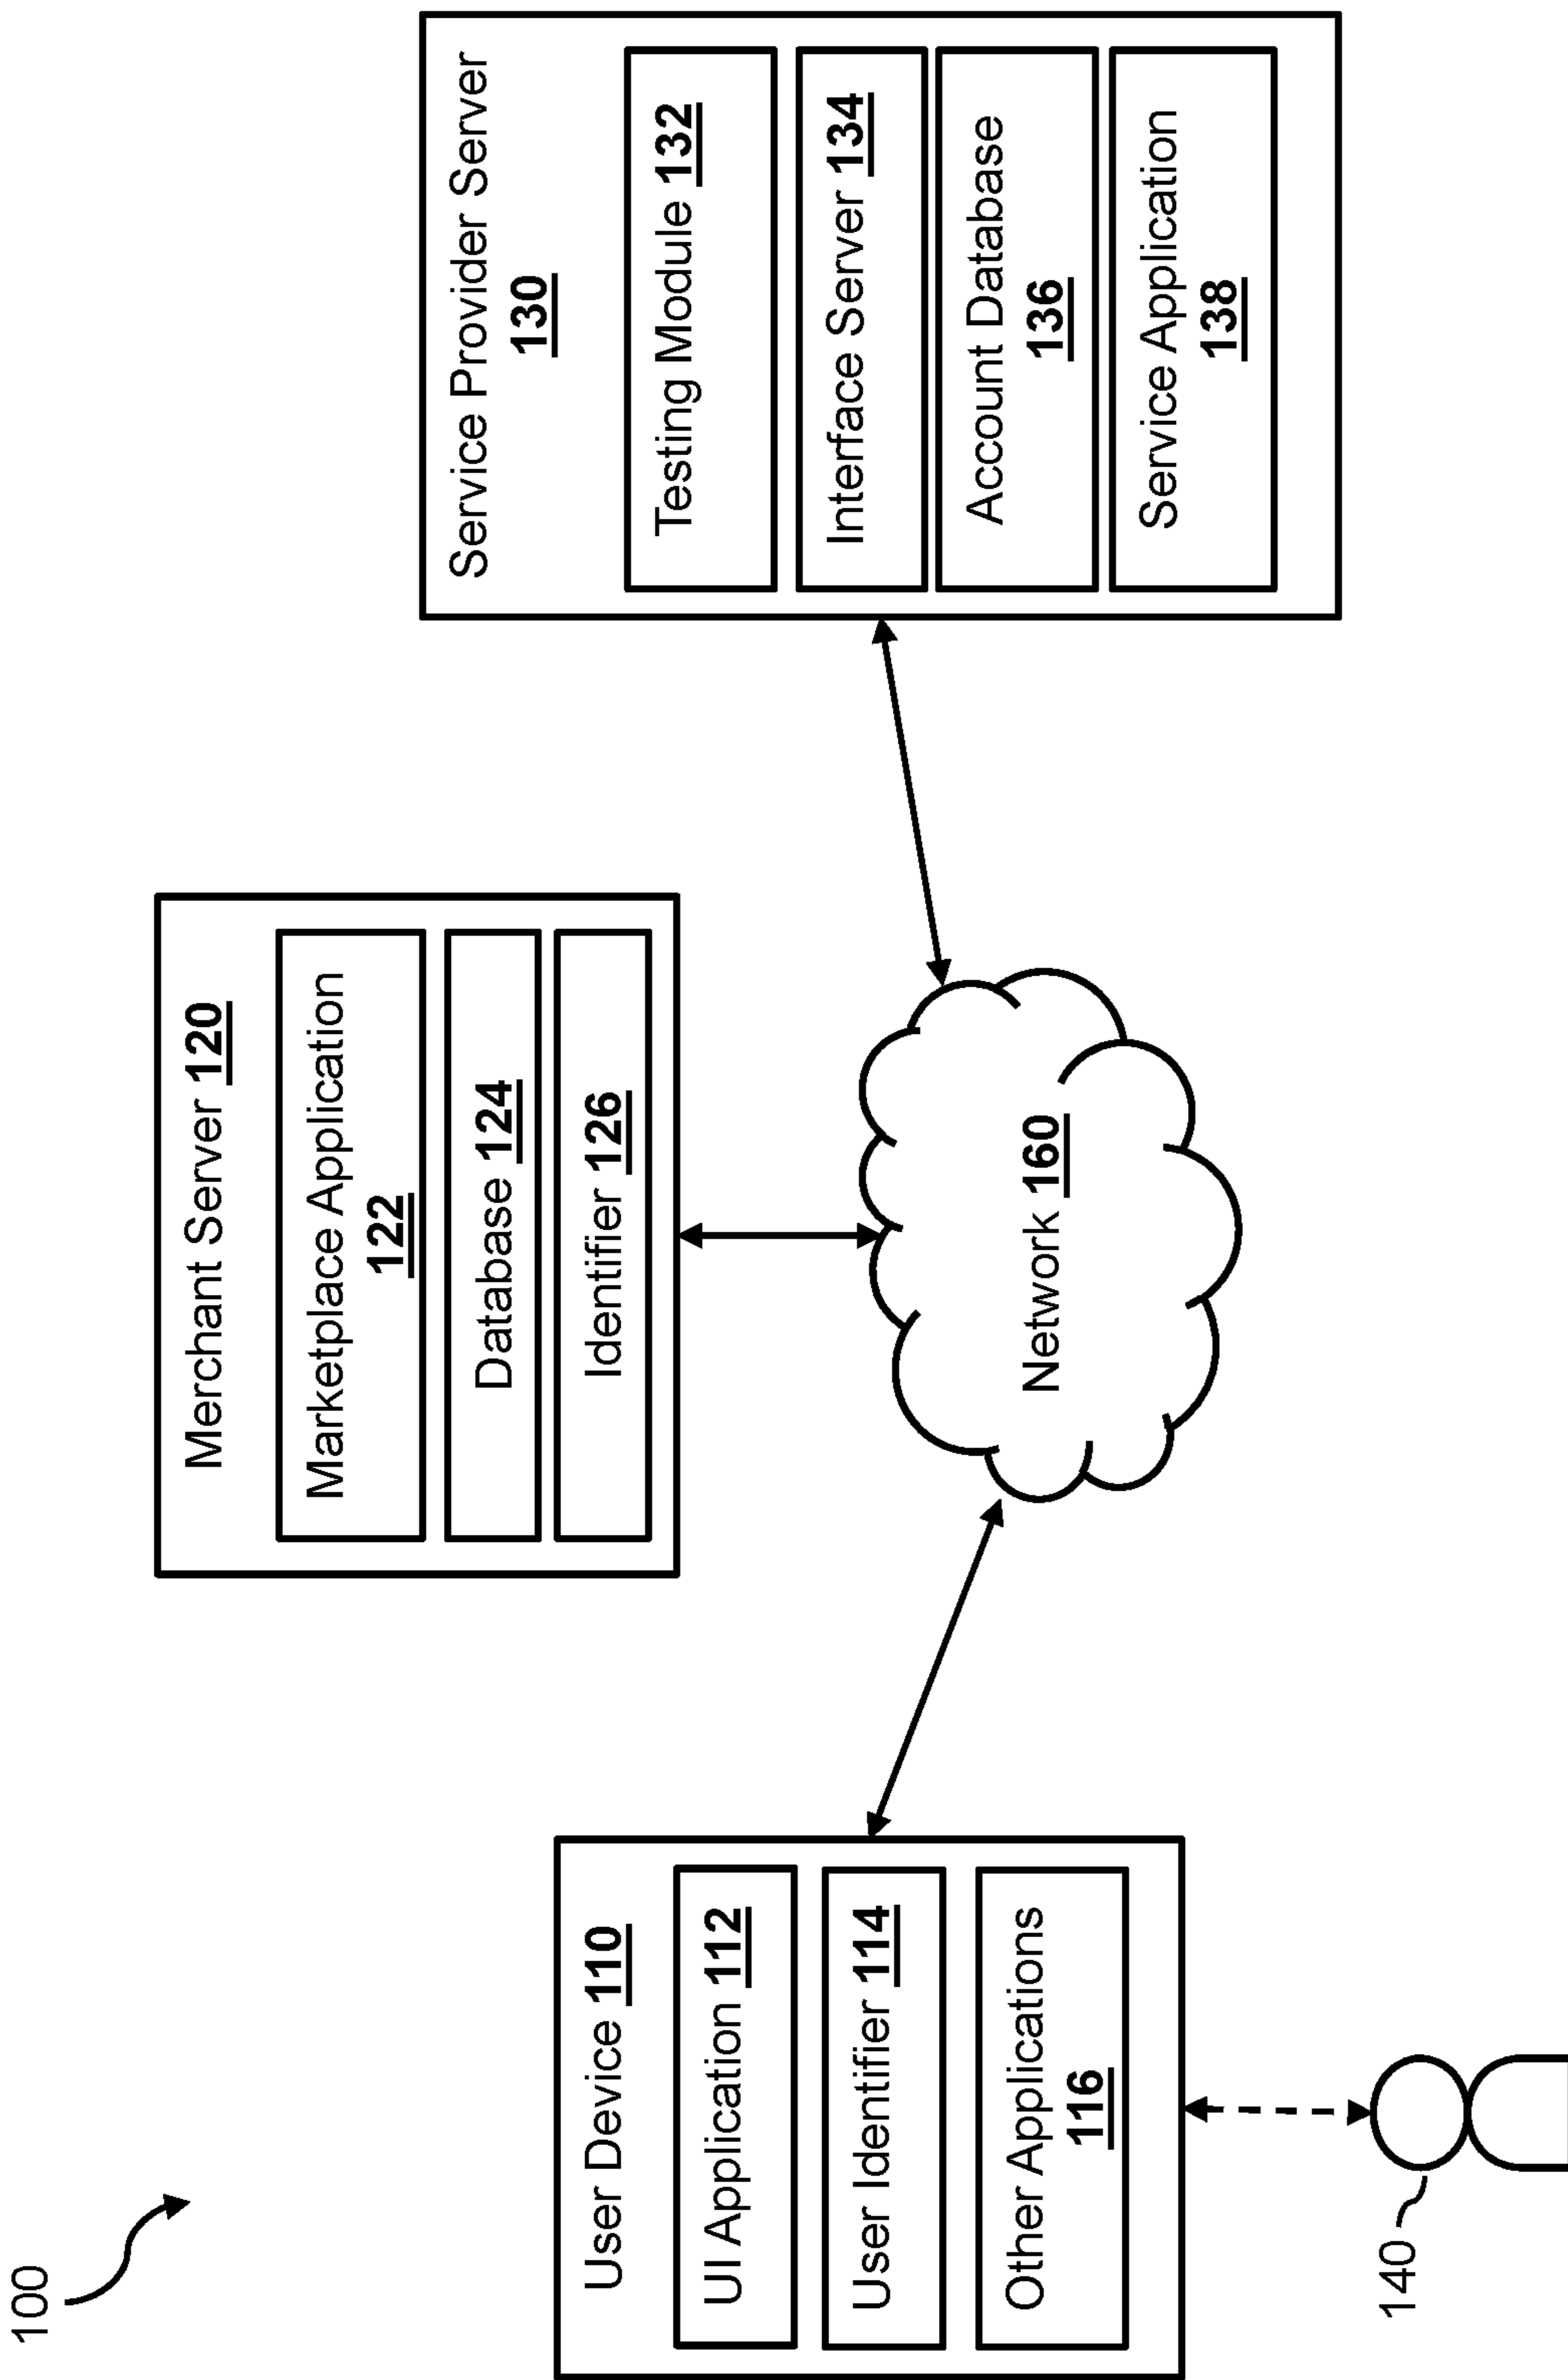 100
Merchant Server 120
Marketplace Application
122
Database 124
Identifier 126
User Device 110
UI Application 112
User Identifier 114
Other Applications
116
140
Network 160
Service Provider Server
130
Testing Module 132
Interface Server 134
Account Database
136
Service Application
138